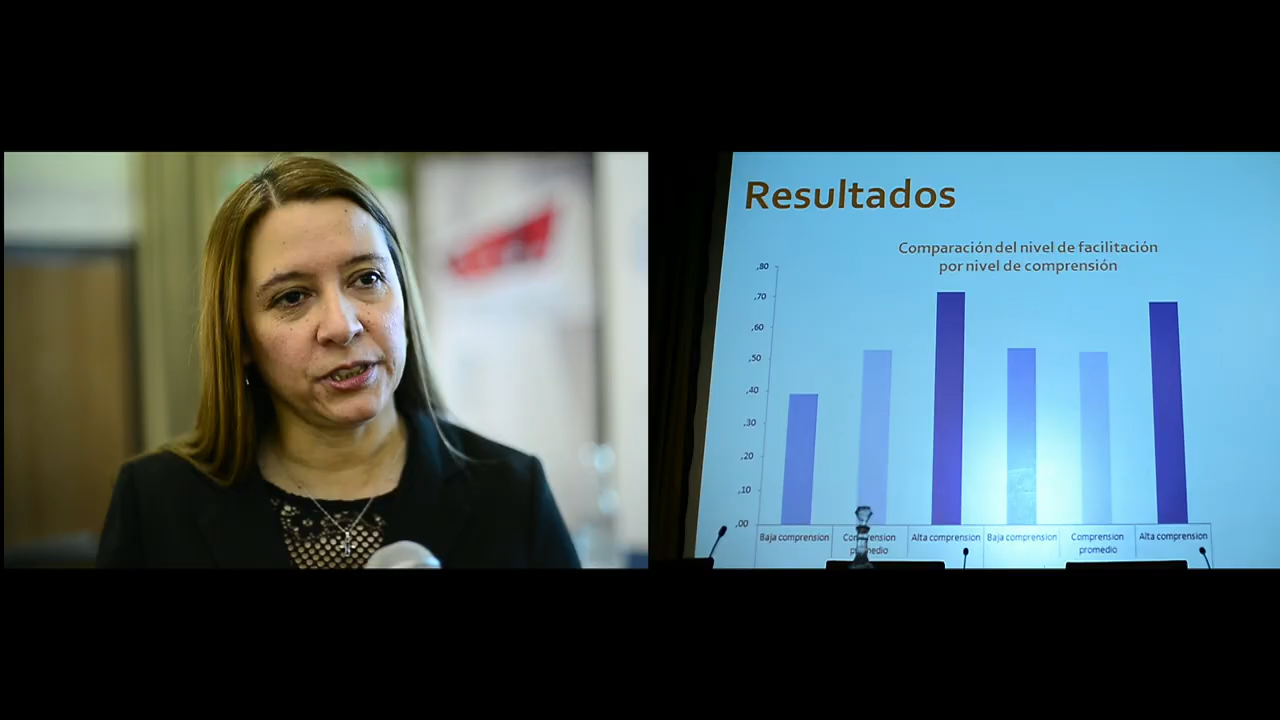 Resultados
Comparación del nivel de facilitación
por nivel de comprensión
,80
,70
,60
,50
,40
,30
,20
,10
,00
Baja comprension
Comprension
promedio
Alta comprension
Baja comprension
Comprension
promedio
Alta comprension